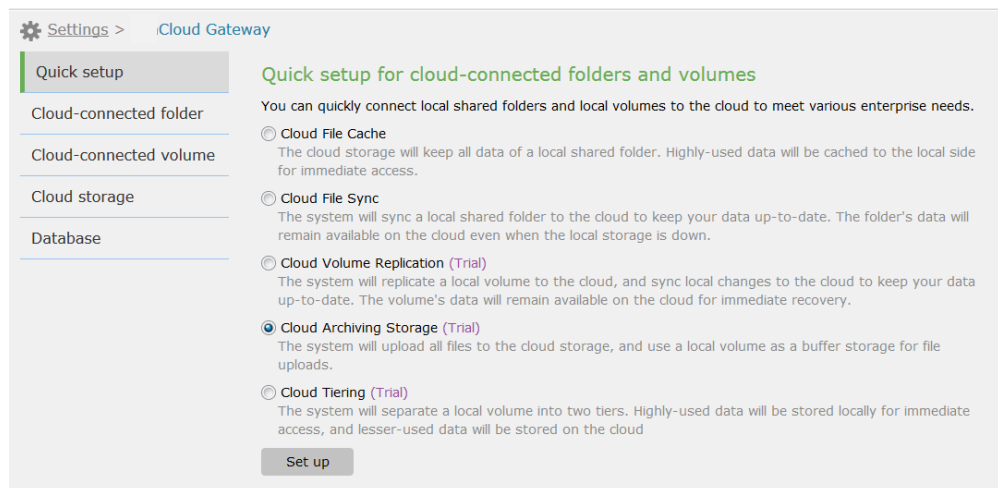 Settings > Cloud Gateway
Quick setup
Cloud-connected folder
Cloud-connected volume
Cloud storage
Database
Quick setup for cloud-connected folders and volumes
You can quickly connect local shared folders and local volumes to the cloud to meet various enterprise needs.
Cloud File Cache
The cloud storage will keep all data of a local shared folder. Highly-used data will be cached to the local side
for immediate access.
Cloud File Sync
The system will sync a local shared folder to the cloud to keep your data up-to-date. The folder's data will
remain available on the cloud even when the local storage is down.
Cloud Volume Replication (Trial)
The system will replicate a local volume to the cloud, and sync local changes to the cloud to keep your data
up-to-date. The volume's data will remain available on the cloud for immediate recovery.
Cloud Archiving Storage (Trial)
The system will upload all files to the cloud storage, and use a local volume as a buffer storage for file
uploads.
Cloud Tiering (Trial)
The system will separate a local volume into two tiers. Highly-used data will be stored locally for immediate
access, and lesser-used data will be stored on the cloud
Set up